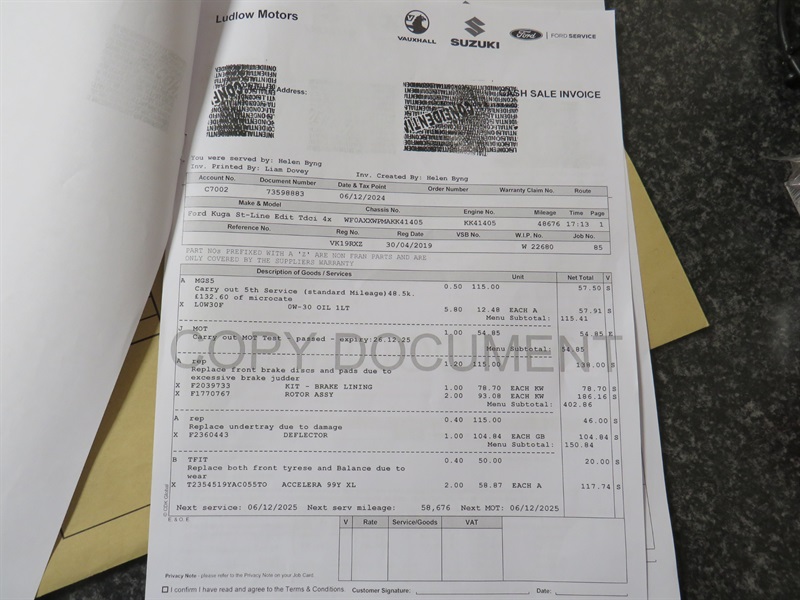 Ludlow Motors
VAUXHALL
SUZUKI
Ford
FORD SERVICE
Address:
CASH SALE INVOICE
CONFIDENTIAL
You were served by: Helen Byng
Inv. Printed By: Liam Dovey
Inv. Created By: Helen Byng
Account No. Document Number Date & Tax Point Order Number Warranty Claim No. Route
C7002 73598883 06/12/2024
Make & Model Chassis No. Engine No. Mileage Time Page
Ford Kuga St-Line Edit Tdci 4x WF0AXXWPMAKK41405 KK41405 48676 17:13 1
Reference No. Reg No. Reg Date VSB No. W.I.P. No. Job No.
VK19RXZ 30/04/2019 W 22680 85
PART NO# PREFIXED WITH A 'Z' ARE NON FRAN PARTS AND ARE
ONLY COVERED BY THE SUPPLIERS WARRANTY
Description of Goods / Services Unit Net Total V
A MGS5 0.50 115.00 57.50 S
Carry out 5th Service (standard Mileage)48.5k.
£132.60 of microcate
X L0W30F 0W-30 OIL 1LT 5.80 12.48 EACH A 57.91 S
Menu Subtotal: 115.41
J MOT 1.00 54.85 54.85 E
Carry out MOT Test - passed - expiry:26.12.25
Menu Subtotal: 54.85
COPY DOCUMENT
A rep 1.20 115.00 138.00 S
Replace front brake discs and pads due to
excessive brake judder
X F2039733 KIT - BRAKE LINING 1.00 78.70 EACH KW 78.70 S
X F1770767 ROTOR ASSY 2.00 93.08 EACH KW 186.16 S
Menu Subtotal: 402.86
A rep 0.40 115.00 46.00 S
Replace undertray due to damage
X F2360443 DEFLECTOR 1.00 104.84 EACH GB 104.84 S
Menu Subtotal: 150.84
B TFIT 0.40 50.00 20.00 S
Replace both front tyrese and Balance due to
wear
X T2354519YAC055TO ACCELERA 99Y XL 2.00 58.87 EACH A 117.74 S
Next service: 06/12/2025 Next serv mileage: 58,676 Next MOT: 06/12/2025
© CDK Global
E. & O. E
V Rate Service/Goods VAT
Privacy Note - please refer to the Privacy Note on your Job Card.
I confirm I have read and agree to the Terms & Conditions. Customer Signature: Date: